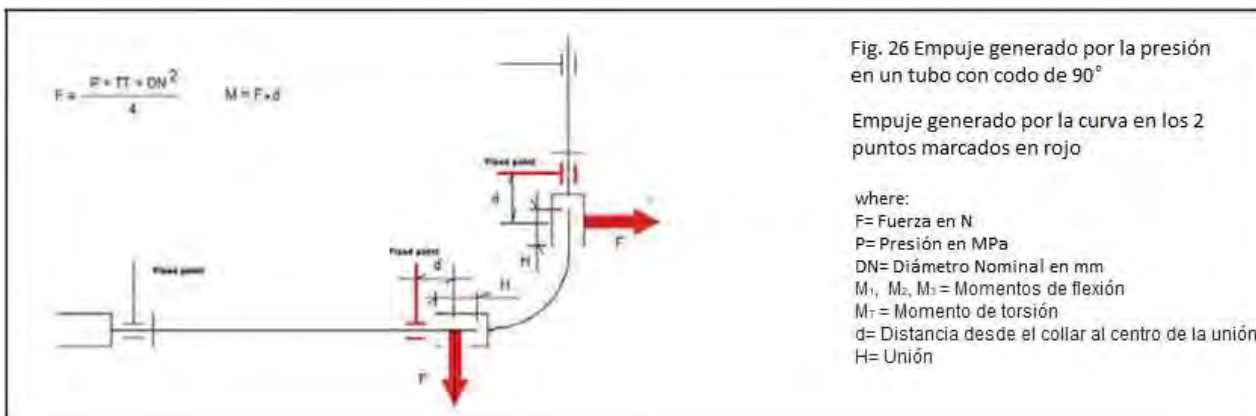 F = P * TT * DN²
4
M = F*d
Fixed point
d
H
F
Fixed point
Fixed point
d
H
F
Fig. 26 Empuje generado por la presión
en un tubo con codo de 90°
Empuje generado por la curva en los 2
puntos marcados en rojo
where:
F= Fuerza en N
P= Presión en MPa
DN= Diámetro Nominal en mm
M₁, M₂, M₃ = Momentos de flexión
M = Momento de torsión
d= Distancia desde el collar al centro de la unión
H= Unión